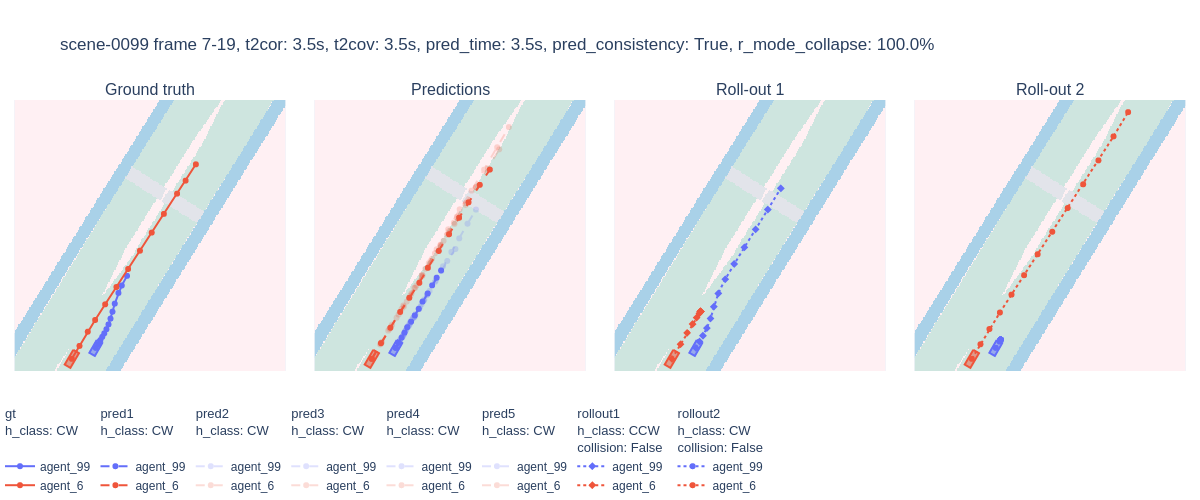 scene-0099 frame 7-19, t2cor: 3.5s, t2cov: 3.5s, pred_time: 3.5s, pred_consistency: True, r_mode_collapse: 100.0%
Ground truth
Predictions
Roll-out 1
Roll-out 2
gt
h_class: CW
agent_99
agent_6
pred1
h_class: CW
agent_99
agent_6
pred2
h_class: CW
agent_99
agent_6
pred3
h_class: CW
agent_99
agent_6
pred4
h_class: CW
agent_99
agent_6
pred5
h_class: CW
agent_99
agent_6
rollout1
h_class: CCW
collision: False
agent_99
agent_6
rollout2
h_class: CW
collision: False
agent_99
agent_6